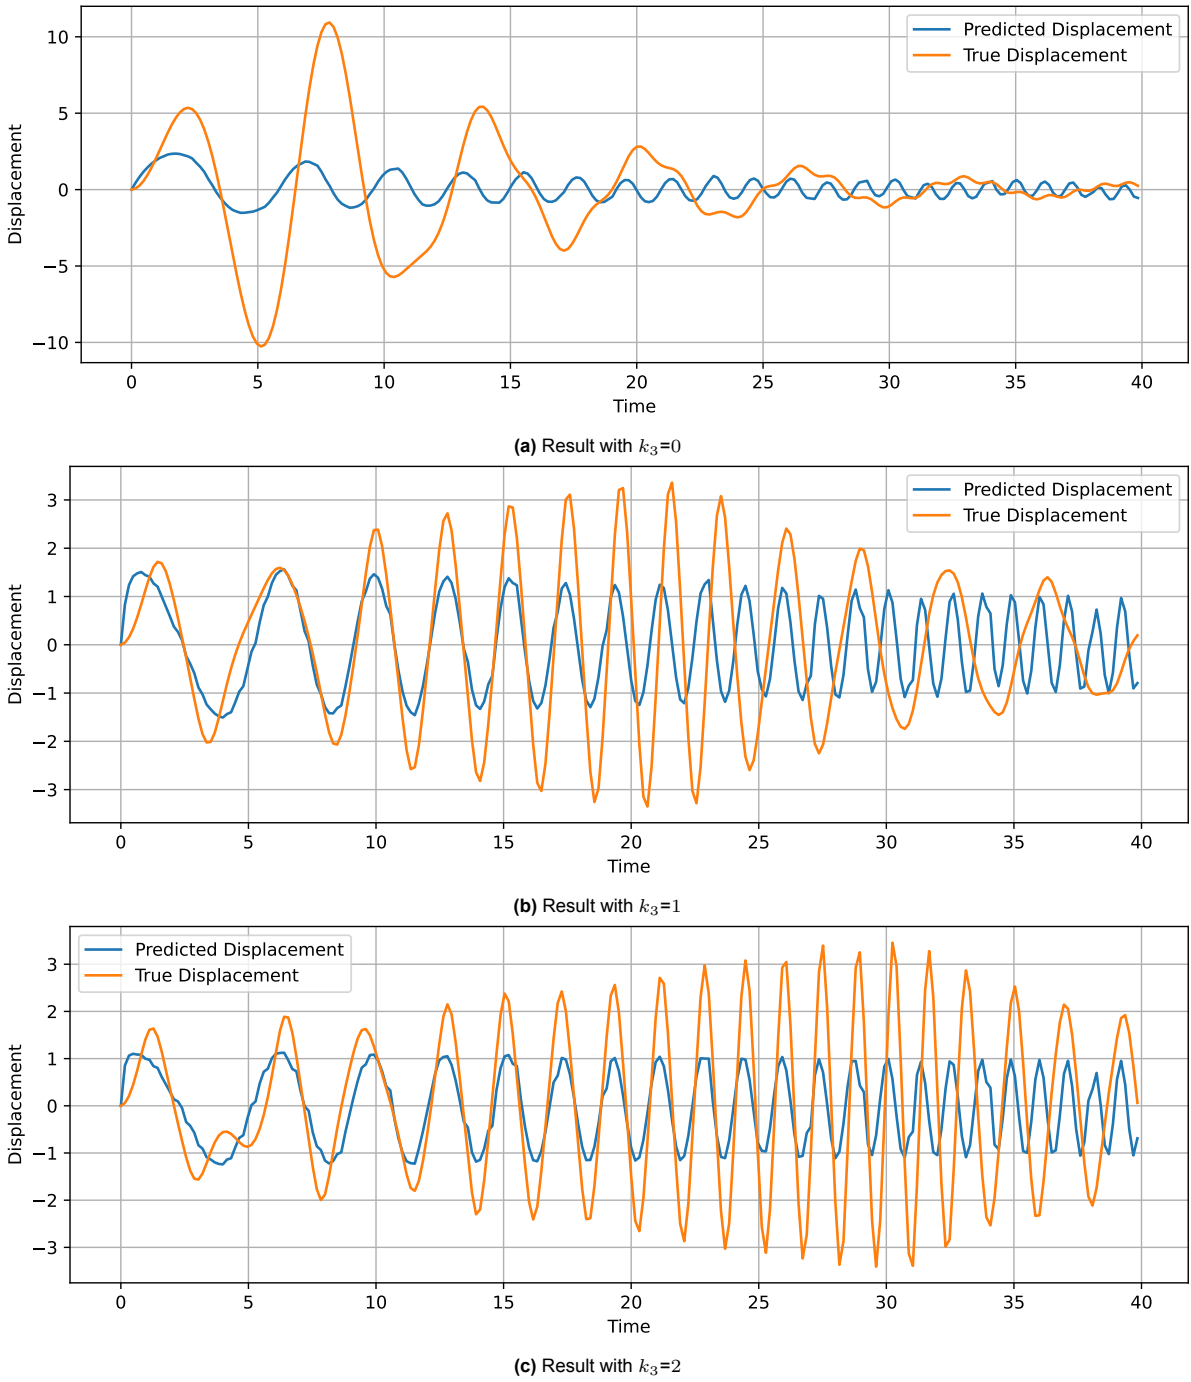 10
5
0
−5
−10
Displacement
Predicted Displacement
True Displacement
0 5 10 15 20 25 30 35 40
Time
(a) Result with k3=0
3
2
1
0
−1
−2
−3
Displacement
Predicted Displacement
True Displacement
0 5 10 15 20 25 30 35 40
Time
(b) Result with k3=1
3
2
1
0
−1
−2
−3
Displacement
Predicted Displacement
True Displacement
0 5 10 15 20 25 30 35 40
Time
(c) Result with k3=2